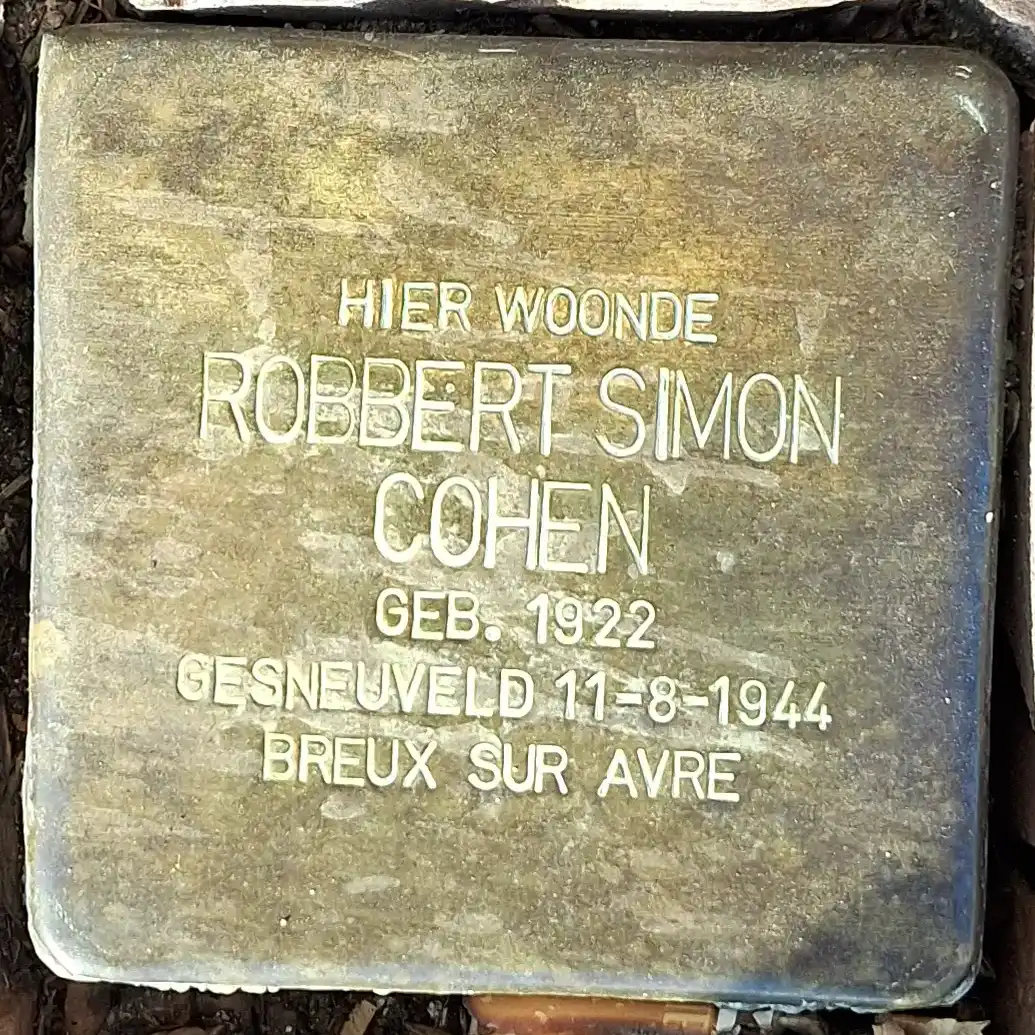 HIER WOONDE
ROBBERT SIMON
COHEN
GEB. 1922
GESNEUVELD 11-8-1944
BREUX SUR AVRE